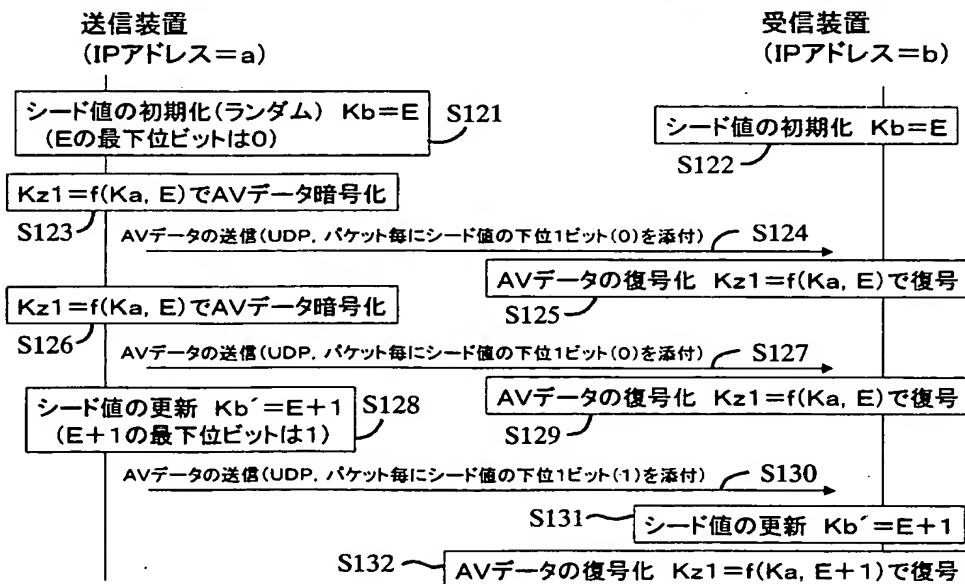 送信装置
(IPアドレス=a)
受信装置
(IPアドレス=b)
シード値の初期化(ランダム) Kb=E
(Eの最下位ビットは0)
S121
シード値の初期化 Kb=E
S122
Kz1=f(Ka, E)でAVデータ暗号化
S123
AVデータの送信(UDP, パケット毎にシード値の下位1ビット(0)を添付)
S124
AVデータの復号化 Kz1=f(Ka, E)で復号
S125
Kz1=f(Ka, E)でAVデータ暗号化
S126
AVデータの送信(UDP, パケット毎にシード値の下位1ビット(0)を添付)
S127
AVデータの復号化 Kz1=f(Ka, E)で復号
S129
シード値の更新 Kb´=E+1
(E+1の最下位ビットは1)
S128
AVデータの送信(UDP, パケット毎にシード値の下位1ビット(1)を添付)
S130
S131
シード値の更新 Kb´=E+1
S132
AVデータの復号化 Kz1=f(Ka, E+1)で復号